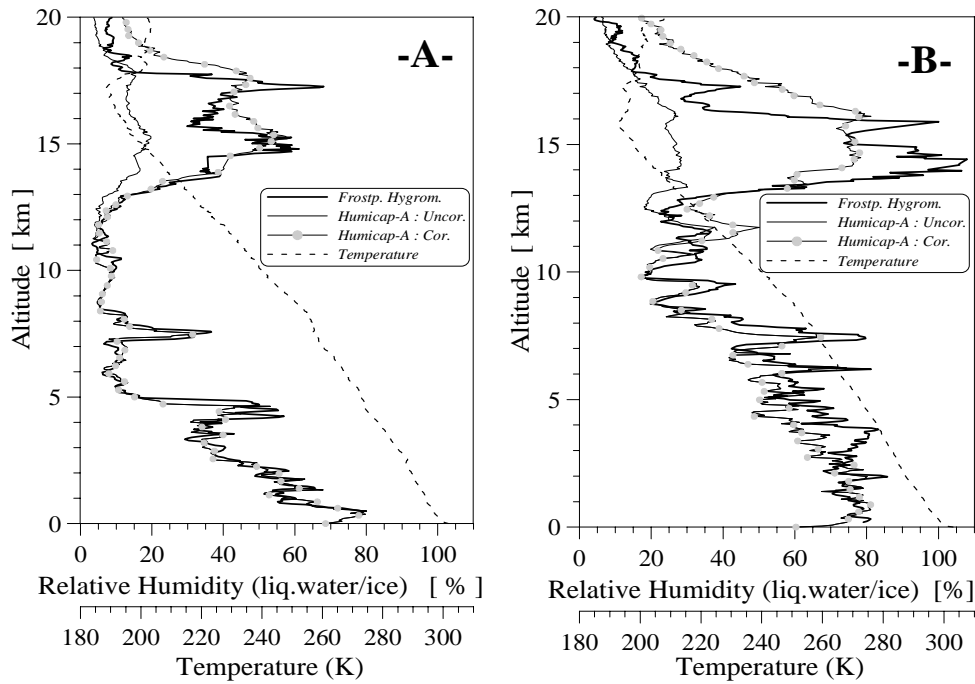 -A-
20
15
10
5
0
Altitude [ km]
Frostp. Hygrom.
Humicap-A : Uncor.
Humicap-A : Cor.
Temperature
0 20 40 60 80 100
Relative Humidity (liq.water/ice) [ % ]
180 200 220 240 260 280 300
Temperature (K)
-B-
20
15
10
5
0
Altitude [ km]
Frostp. Hygrom.
Humicap-A : Uncor.
Humicap-A : Cor.
Temperature
0 20 40 60 80 100
Relative Humidity (liq.water/ice) [%]
180 200 220 240 260 280 300
Temperature (K)